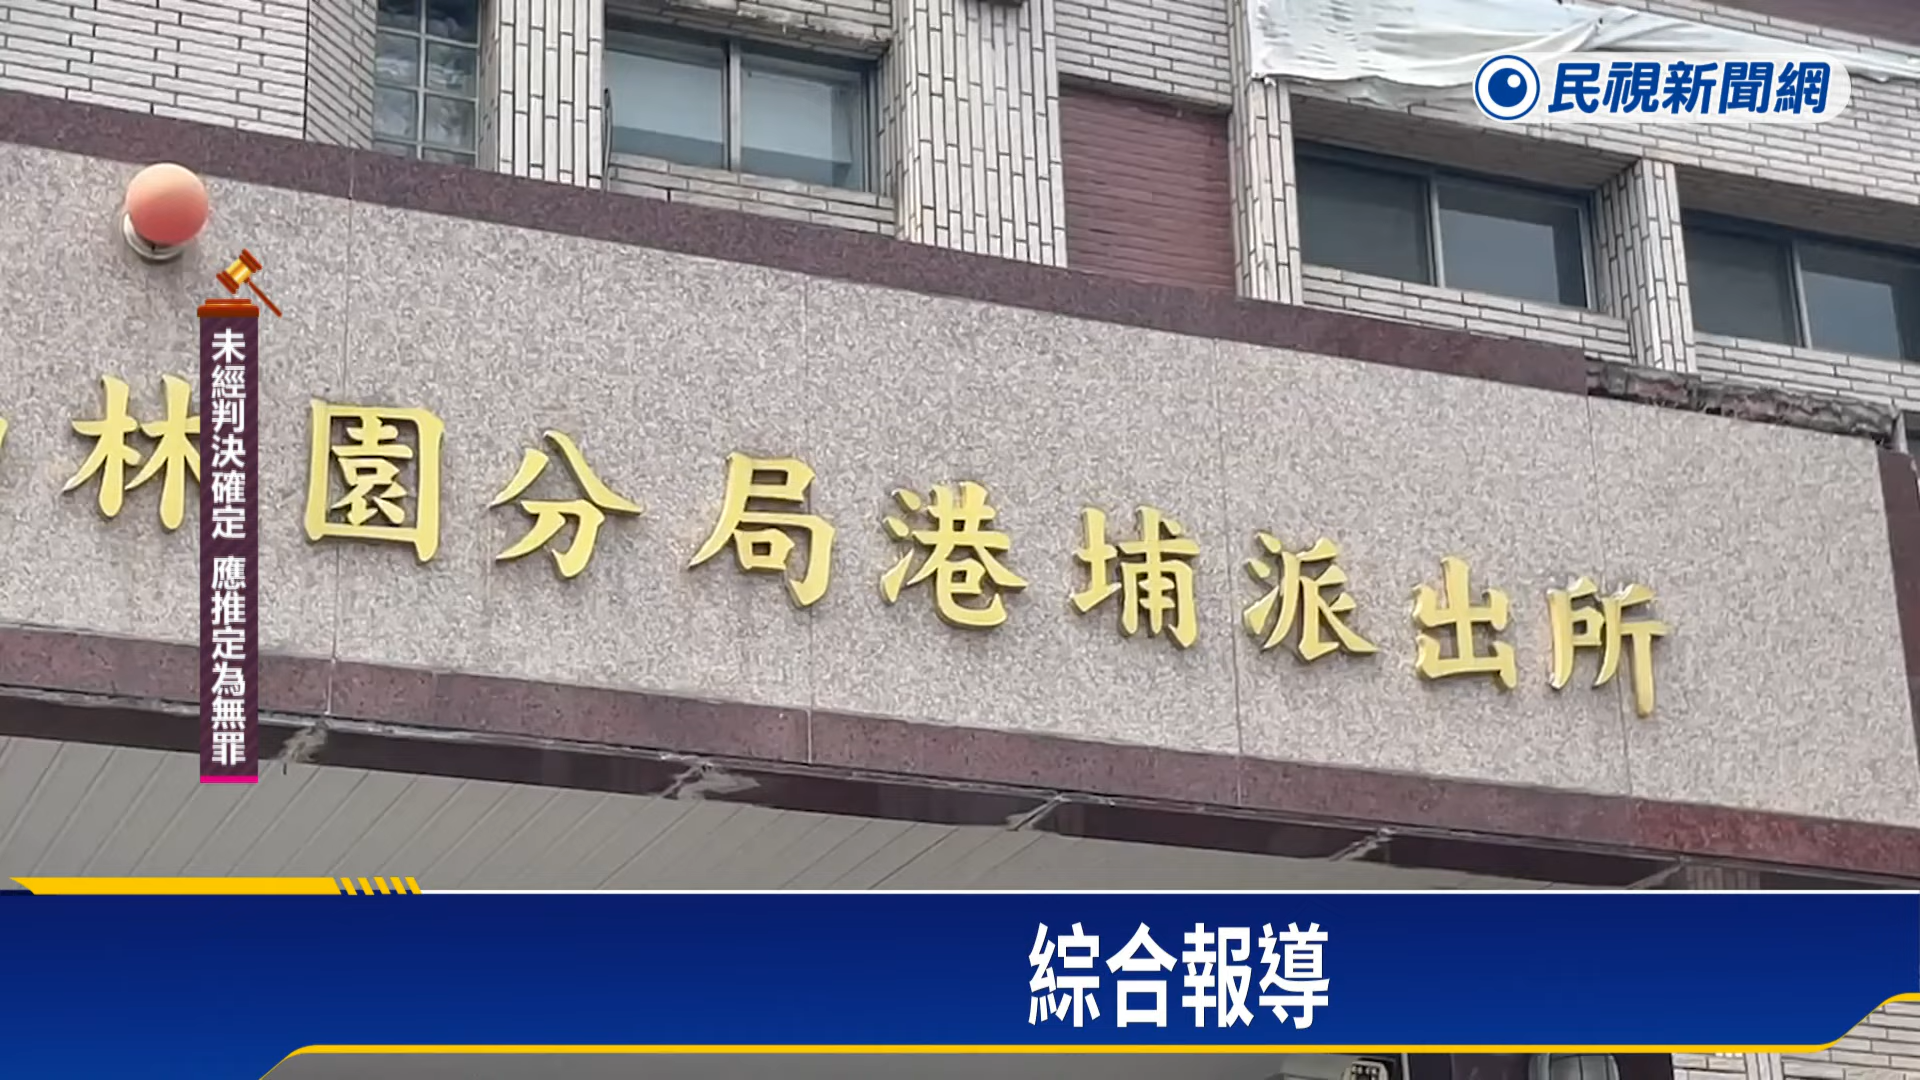 民視新聞網
未經判決確定 應推定為無罪
林園分局港埔派出所
綜合報導